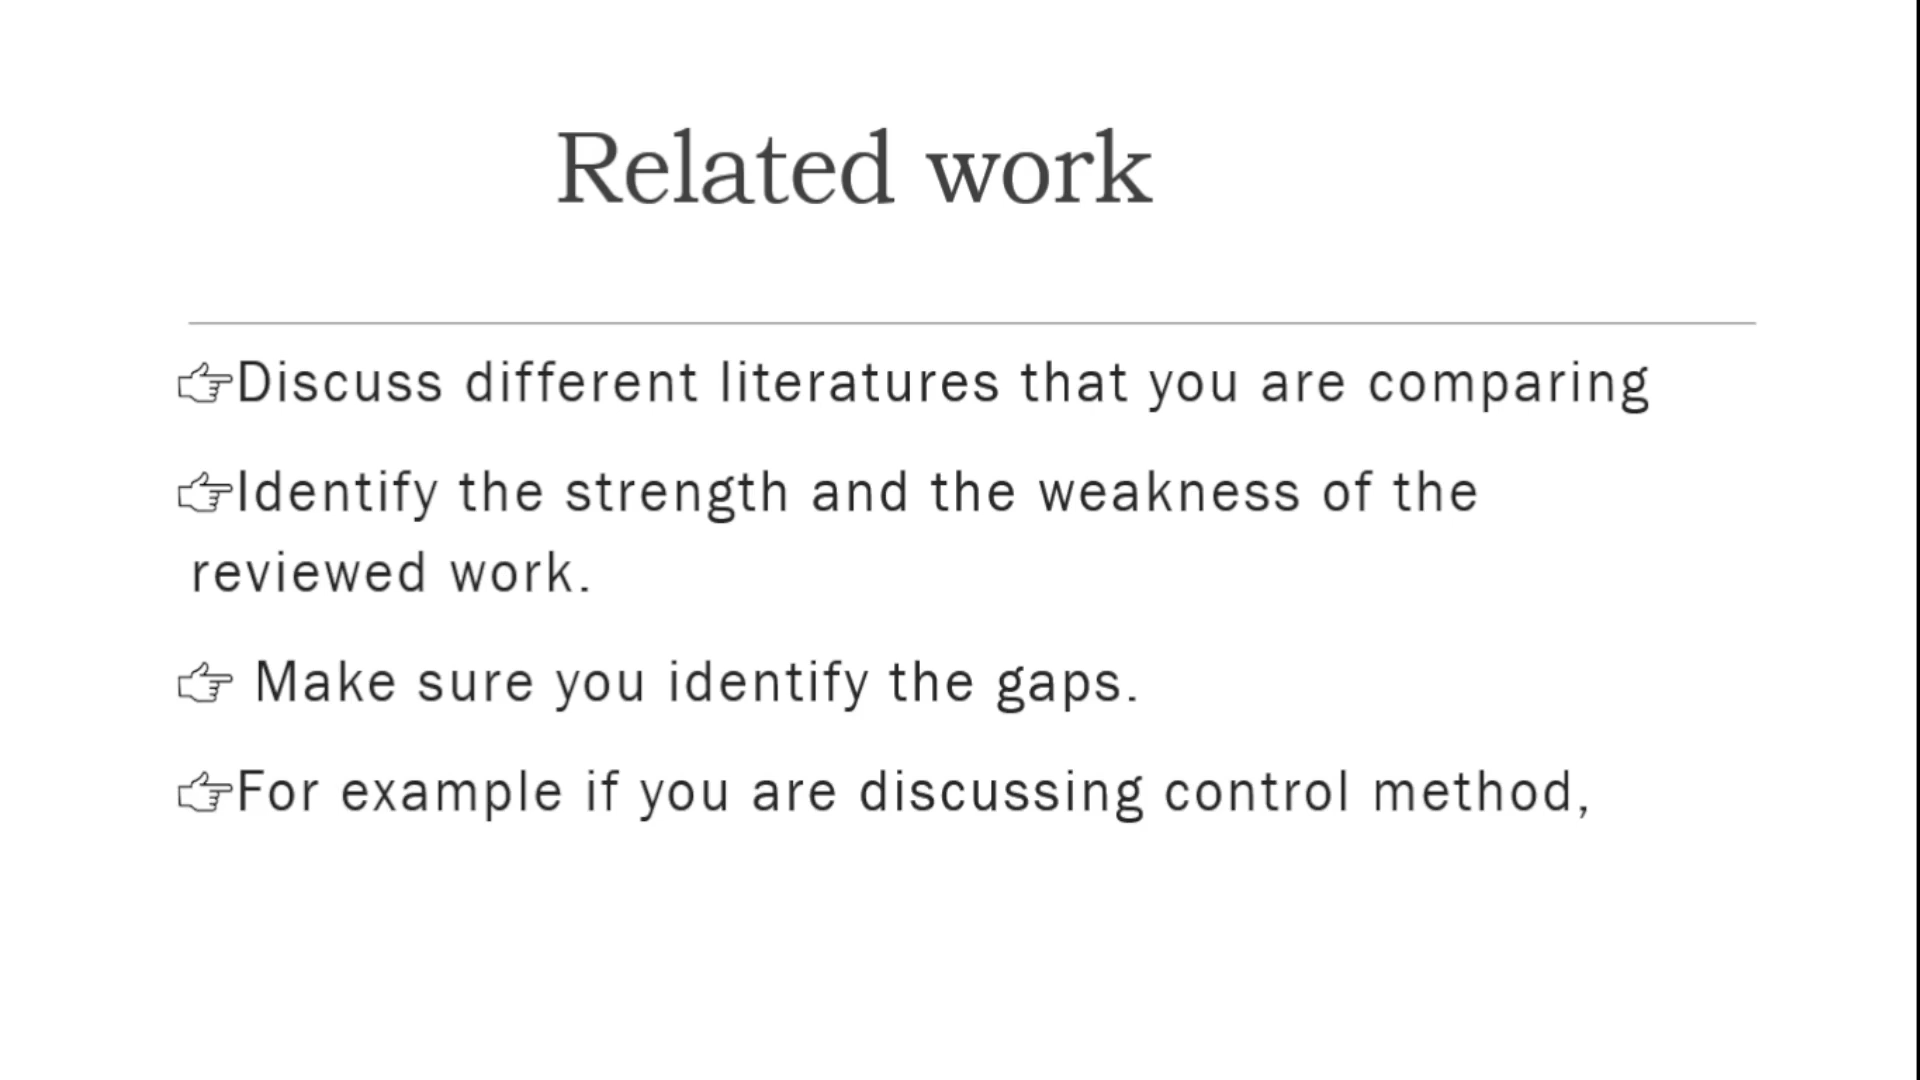 Related work
☞Discuss different literatures that you are comparing
☞Identify the strength and the weakness of the
reviewed work.
☞ Make sure you identify the gaps.
☞For example if you are discussing control method,